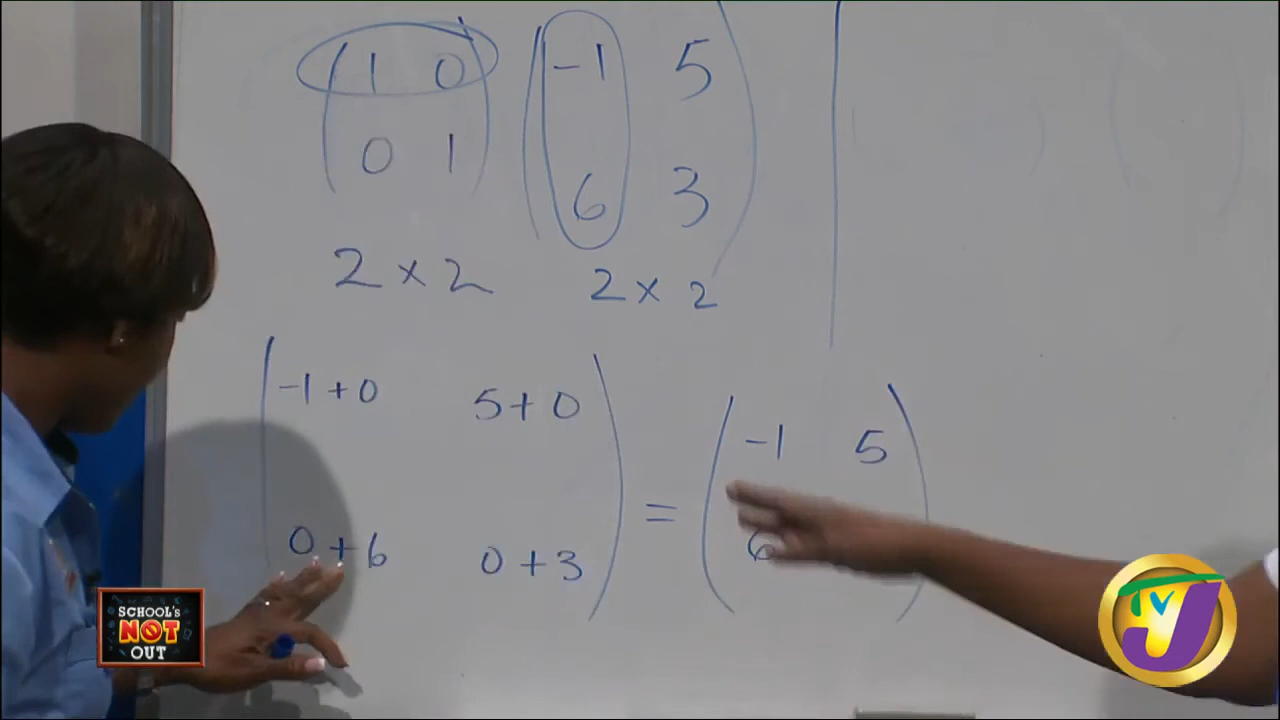 1 0 -1 5
0 1 6 3
2 × 2 2 × 2
-1 + 0 5 + 0
= -1 5
0 + 6 0 + 3
6
SCHOOL'S
NOT
OUT
TVJ